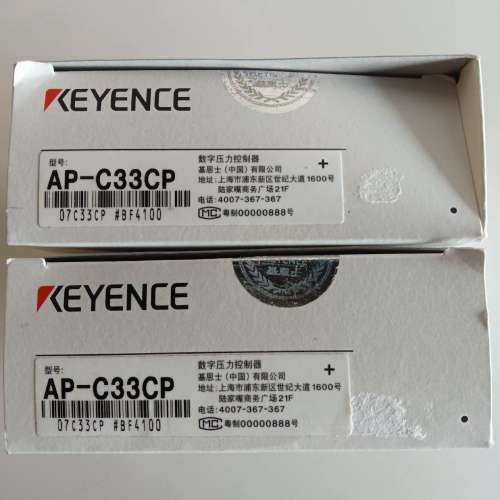 KEYENCE
型号:
AP-C33CP
07C33CP #BF4100
数字压力控制器
基恩士(中国)有限公司
地址:上海市浦东新区世纪大道1600号
陆家嘴商务广场21F
电话:4007-367-367
MC 粤制00000888号
+
KEYENCE
基恩士
型号:
AP-C33CP
07C33CP #BF4100
数字压力控制器
基恩士(中国)有限公司
地址:上海市浦东新区世纪大道1600号
陆家嘴商务广场21F
电话:4007-367-367
MC 粤制00000888号
+